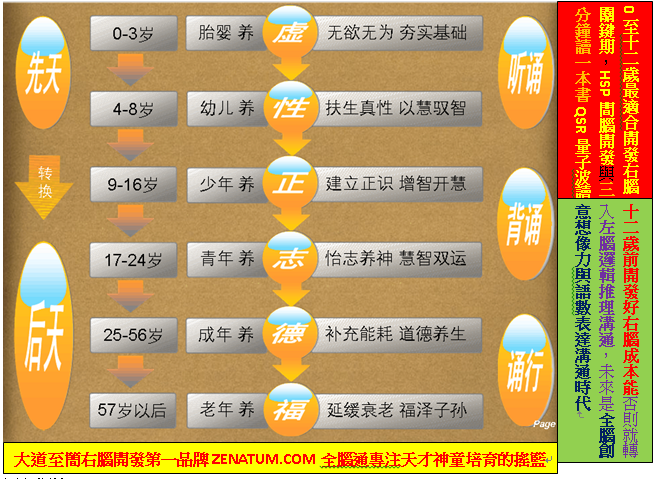 先天
转换
后天
0-3岁 胎婴 养 虚 无欲无为 夯实基础
4-8岁 幼儿 养 性 扶生真性 以慧驭智
9-16岁 少年 养 正 建立正识 增智开慧
17-24岁 青年 养 志 怡志养神 慧智双运
25-56岁 成年 养 德 补充能耗 道德养生
57岁以后 老年 养 福 延缓衰老 福泽子孙
听诵
背诵
诵行
Page
0至十二歲最適合開發右腦
關鍵期，HSP 間腦開發與三
分鐘讀一本書 QSR 量子波讀
十二歲前開發好右腦成本能否則就轉
入左腦邏輯推理溝通，未來是全腦創
意想像力與語數表達溝通時代
大道至間右腦開發第一品牌ZENATUM.COM 全腦通專注天才神童培育的搖籃